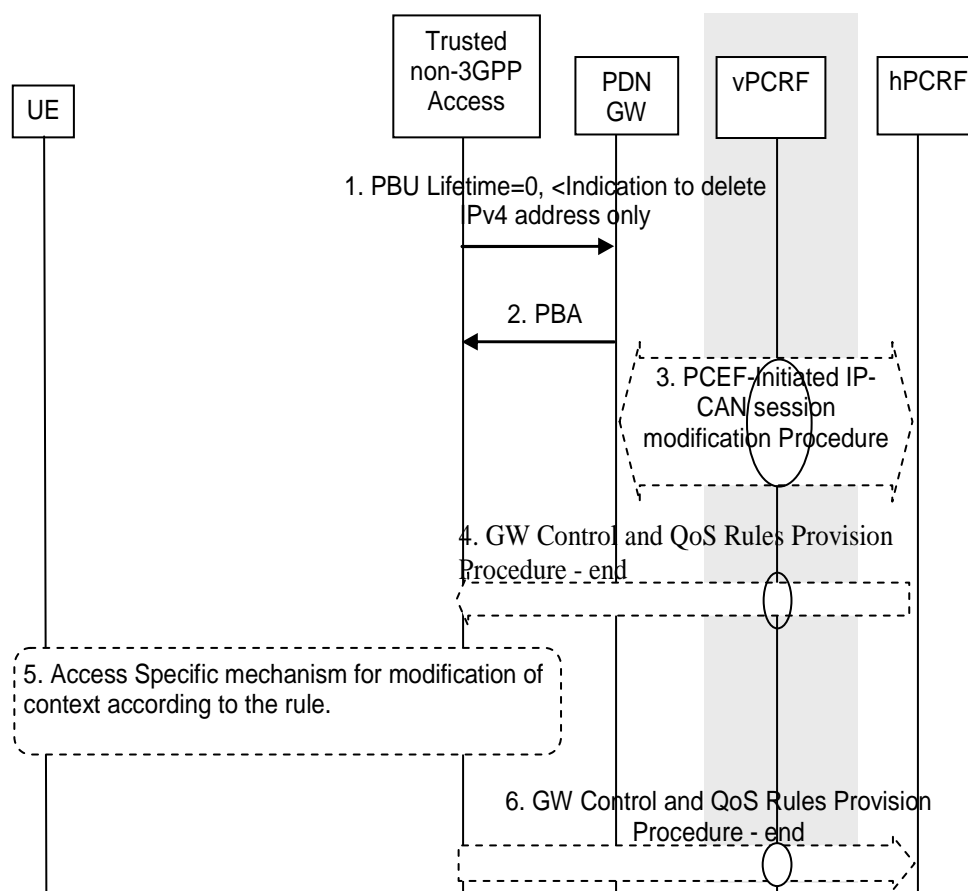 Trusted
non-3GPP
Access
PDN
GW
vPCRF
hPCRF
UE
1. PBU Lifetime=0, <Indication to delete
IPv4 address only
2. PBA
3. PCEF-Initiated IP-
CAN session
modification Procedure
4. GW Control and QoS Rules Provision
Procedure - end
5. Access Specific mechanism for modification of
context according to the rule.
6. GW Control and QoS Rules Provision
Procedure - end